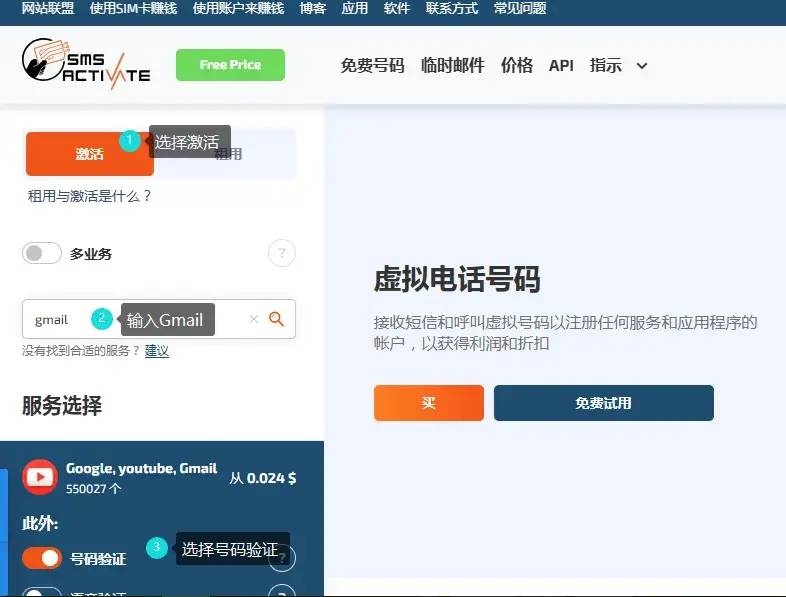 网站联盟 使用SIM卡赚钱 使用账户来赚钱 博客 应用 软件 联系方式 常见问题
SMS
ACTIVATE
Free Price
免费号码 临时邮件 价格 API 指示
激活
1
选择激活
租用
租用与激活是什么？
多业务
?
gmail
2
输入Gmail
×
没有找到合适的服务？ 建议
服务选择
Google, youtube, Gmail
550027 个
从 0.024 $
此外:
号码验证
3
选择号码验证
?
语音验证
?
虚拟电话号码
接收短信和呼叫虚拟号码以注册任何服务和应用程序的
帐户，以获得利润和折扣
买
免费试用